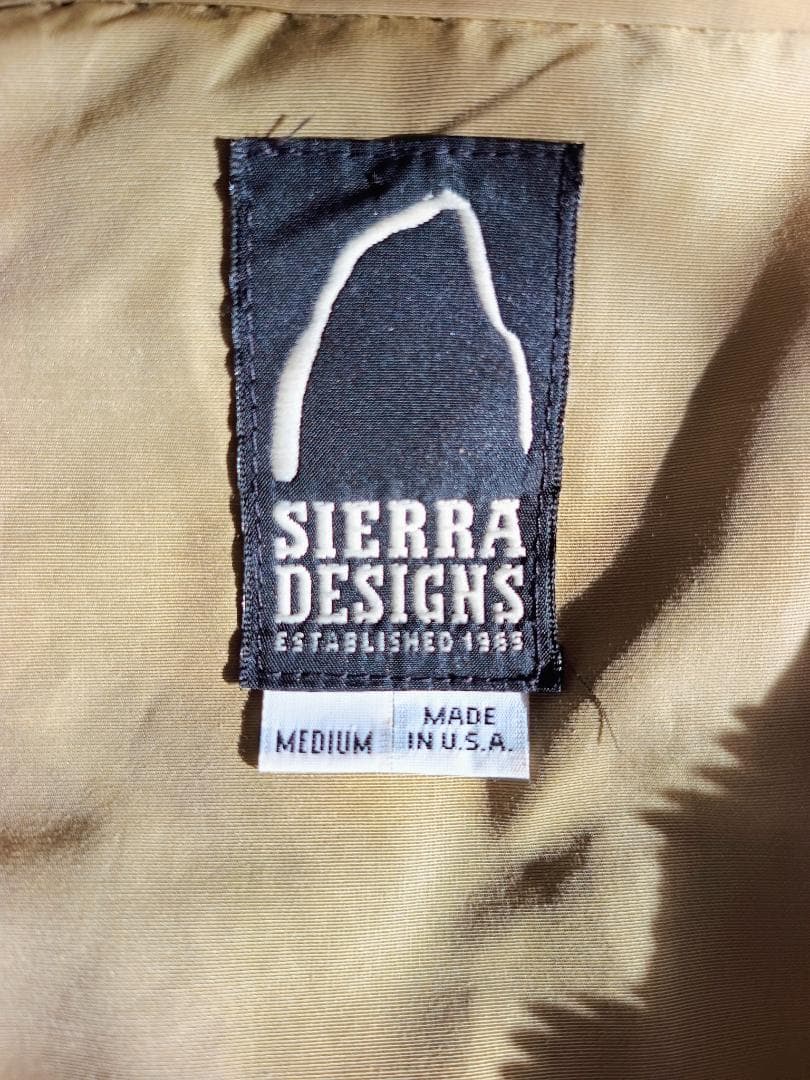 SIERRA
DESIGNS
ESTABLISHED 1965
MEDIUM
MADE
IN U.S.A.